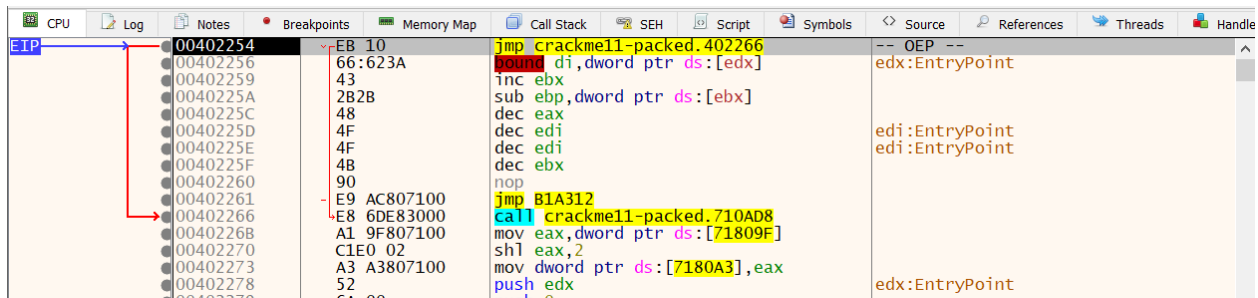 CPU Log Notes Breakpoints Memory Map Call Stack SEH Script Symbols Source References Threads Handle
EIP 00402254 EB 10 jmp crackme11-packed.402266 -- OEP --
00402256 66:623A bound di,dword ptr ds:[edx] edx:EntryPoint
00402259 43 inc ebx
0040225A 2B2B sub ebp,dword ptr ds:[ebx]
0040225C 48 dec eax
0040225D 4F dec edi edi:EntryPoint
0040225E 4F dec edi edi:EntryPoint
0040225F 4B dec ebx
00402260 90 nop
00402261 E9 AC807100 jmp B1A312
00402266 E8 6DE83000 call crackme11-packed.710AD8
0040226B A1 9F807100 mov eax,dword ptr ds:[71809F]
00402270 C1E0 02 shl eax,2
00402273 A3 A3807100 mov dword ptr ds:[7180A3],eax
00402278 52 push edx edx:EntryPoint